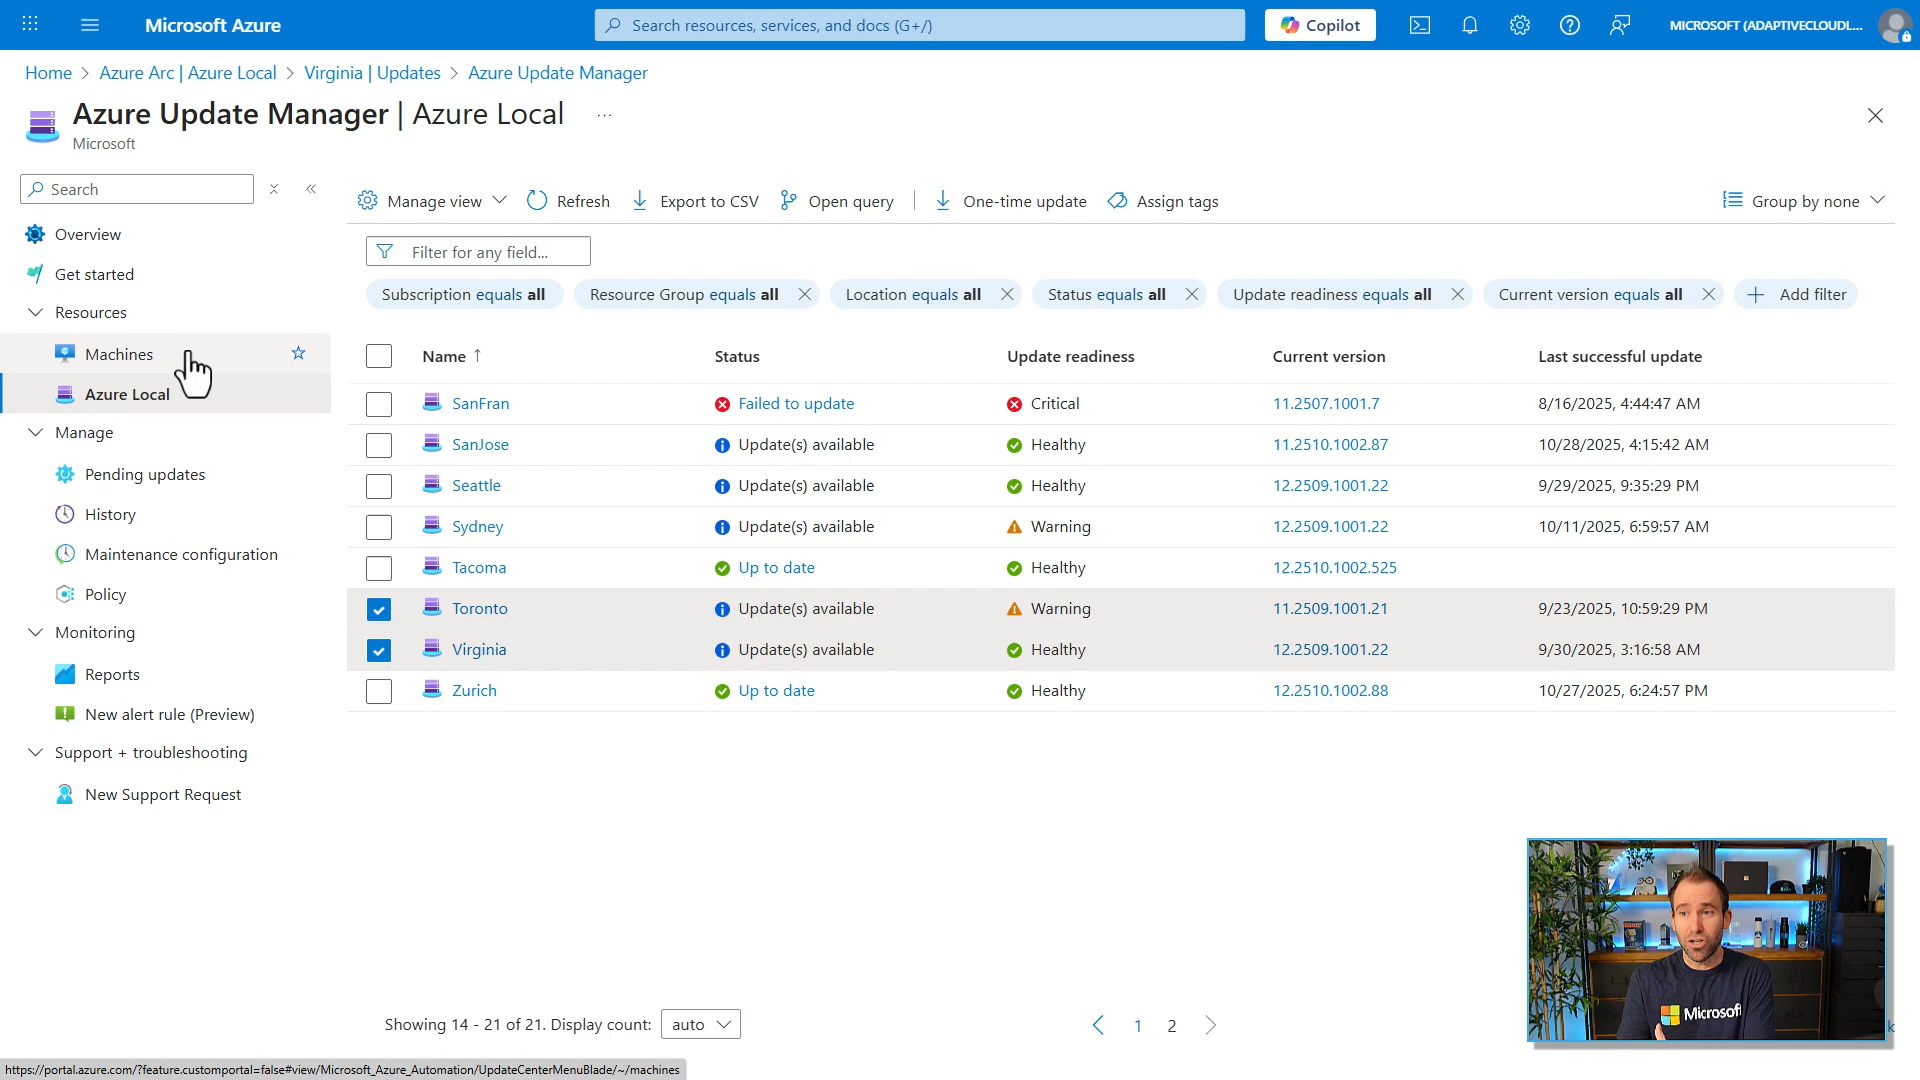 Microsoft Azure
Search resources, services, and docs (G+/)
Copilot
MICROSOFT (ADAPTIVECLOUDL...
Home > Azure Arc | Azure Local > Virginia | Updates > Azure Update Manager
Azure Update Manager | Azure Local ...
Microsoft
Search
Manage view
Refresh
Export to CSV
Open query
One-time update
Assign tags
Group by none
Overview
Get started
Resources
Machines
Azure Local
Manage
Pending updates
History
Maintenance configuration
Policy
Monitoring
Reports
New alert rule (Preview)
Support + troubleshooting
New Support Request
Filter for any field...
Subscription equals all
Resource Group equals all
Location equals all
Status equals all
Update readiness equals all
Current version equals all
Add filter
Name ↑ Status Update readiness Current version Last successful update
SanFran Failed to update Critical 11.2507.1001.7 8/16/2025, 4:44:47 AM
SanJose Update(s) available Healthy 11.2510.1002.87 10/28/2025, 4:15:42 AM
Seattle Update(s) available Healthy 12.2509.1001.22 9/29/2025, 9:35:29 PM
Sydney Update(s) available Warning 12.2509.1001.22 10/11/2025, 6:59:57 AM
Tacoma Up to date Healthy 12.2510.1002.525
Toronto Update(s) available Warning 11.2509.1001.21 9/23/2025, 10:59:29 PM
Virginia Update(s) available Healthy 12.2509.1001.22 9/30/2025, 3:16:58 AM
Zurich Up to date Healthy 12.2510.1002.88 10/27/2025, 6:24:57 PM
Microsoft
Showing 14 - 21 of 21. Display count: auto
1 2
https://portal.azure.com/?feature.customportal=false#view/Microsoft_Azure_Automation/UpdateCenterMenuBlade/~/machines